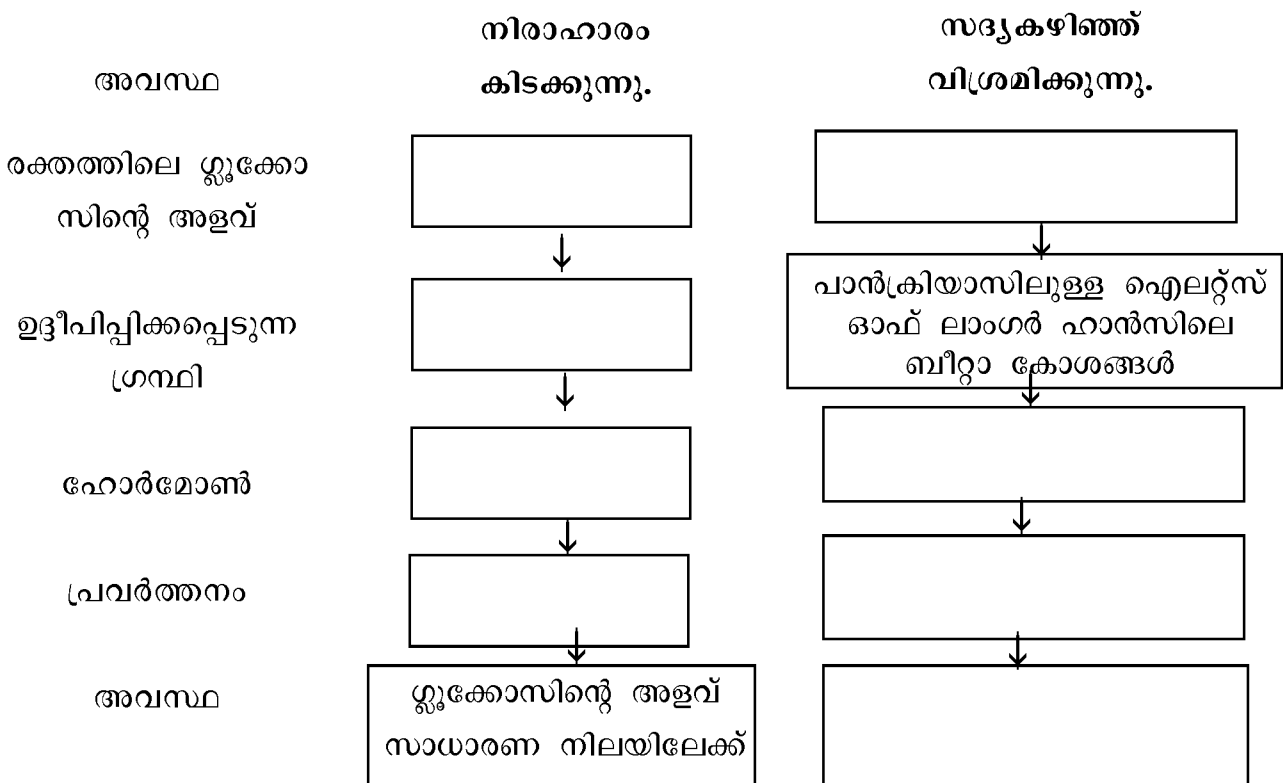 നിരാഹാരം
കിടക്കുന്നു.
സദ്യകഴിഞ്ഞ്
വിശ്രമിക്കുന്നു.
അവസ്ഥ
രക്തത്തിലെ ഗ്ലൂക്കോ
സിന്റെ അളവ്
ഉദ്ദീപിപ്പിക്കപ്പെടുന്ന
ഗ്രന്ഥി
പാൻക്രിയാസിലുള്ള ഐലറ്റ്സ്
ഓഫ് ലാംഗർ ഹാൻസിലെ
ബീറ്റാ കോശങ്ങൾ
ഹോർമോൺ
പ്രവർത്തനം
അവസ്ഥ
ഗ്ലൂക്കോസിന്റെ അളവ്
സാധാരണ നിലയിലേക്ക്